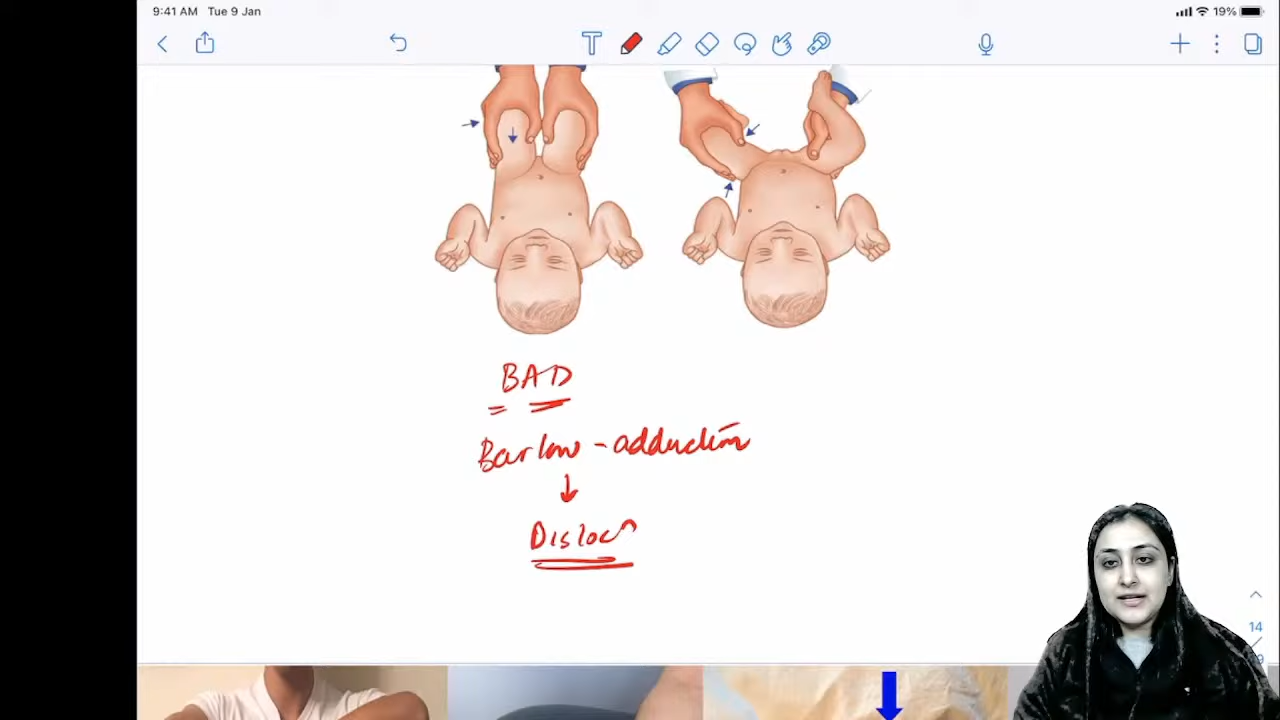 9:41 AM Tue 9 Jan
19%
T
BAD
Barlow - adduction
↓
Disloc^n
14